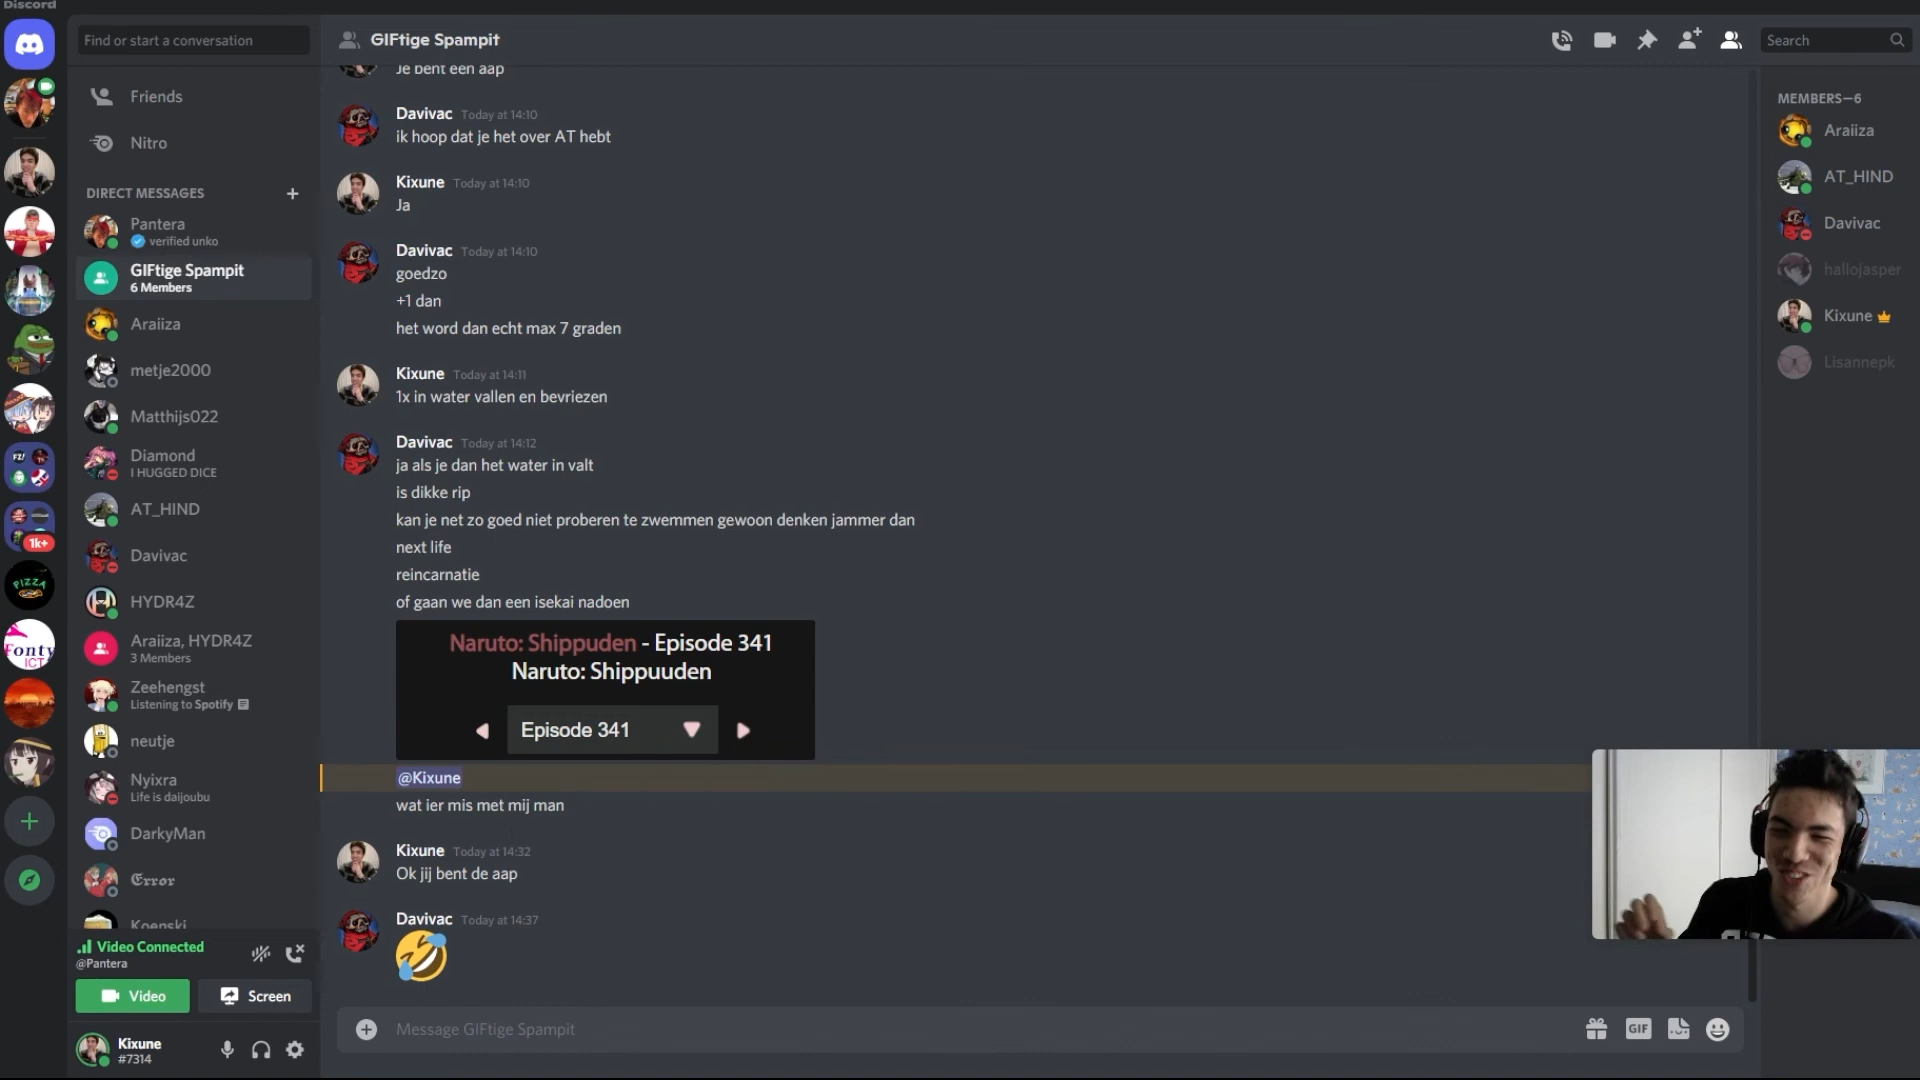 Discord
Find or start a conversation
Friends
Nitro
DIRECT MESSAGES
Pantera
verified unko
GIFtige Spampit
6 Members
Araiiza
metje2000
Matthijs022
Diamond
I HUGGED DICE
AT_HIND
Davivac
HYDR4Z
Araiiza, HYDR4Z
3 Members
Zeehengst
Listening to Spotify
neutje
Nyixra
Life is daijoubu
DarkyMan
𝕰𝖗𝖗𝖔𝖗
Koenski
Video Connected
@Pantera
Video
Screen
Kixune
#7314
1k+
PIZZA
Fonty
ICT
GIFtige Spampit
Search
Je bent een aap
Davivac Today at 14:10
ik hoop dat je het over AT hebt
Kixune Today at 14:10
Ja
Davivac Today at 14:10
goedzo
+1 dan
het word dan echt max 7 graden
Kixune Today at 14:11
1x in water vallen en bevriezen
Davivac Today at 14:12
ja als je dan het water in valt
is dikke rip
kan je net zo goed niet proberen te zwemmen gewoon denken jammer dan
next life
reincarnatie
of gaan we dan een isekai nadoen
Naruto: Shippuden - Episode 341
Naruto: Shippuuden
Episode 341
@Kixune
wat ier mis met mij man
Kixune Today at 14:32
Ok jij bent de aap
Davivac Today at 14:37
Message GIFtige Spampit
GIF
MEMBERS—6
Araiiza
AT_HIND
Davivac
hallojasper
Kixune
Lisannepk